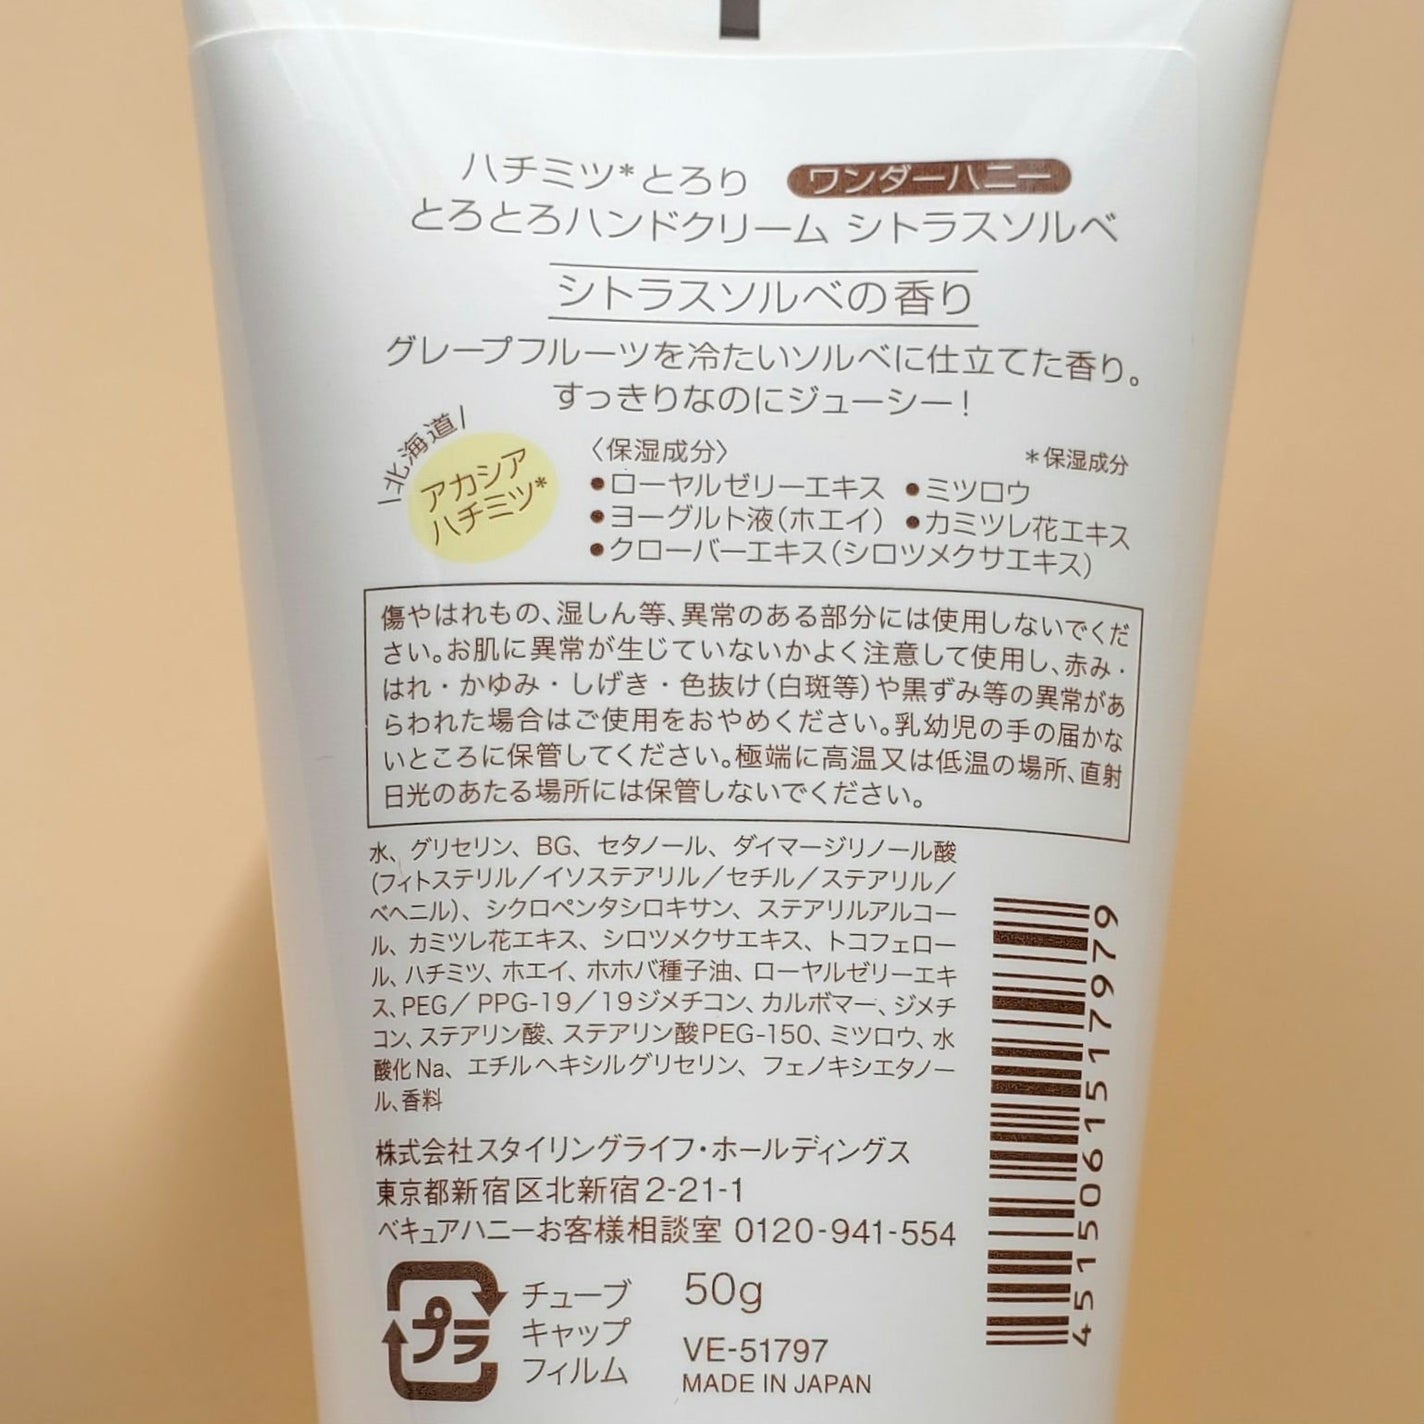 ハチミツ*とろり ワンダーハニー
とろとろハンドクリーム シトラスソルベ
シトラスソルベの香り
グレープフルーツを冷たいソルベに仕立てた香り。
すっきりなのにジューシー!
\北海道/
アカシア
ハチミツ*
〈保湿成分〉 *保湿成分
●ローヤルゼリーエキス ●ミツロウ
●ヨーグルト液(ホエイ) ●カミツレ花エキス
●クローバーエキス(シロツメクサエキス)
傷やはれもの、湿しん等、異常のある部分には使用しないでくだ
さい。お肌に異常が生じていないかよく注意して使用し、赤み・
はれ・かゆみ・しげき・色抜け(白斑等)や黒ずみ等の異常があ
らわれた場合はご使用をおやめください。乳幼児の手の届かな
いところに保管してください。極端に高温又は低温の場所、直射
日光のあたる場所には保管しないでください。
水、グリセリン、BG、セタノール、ダイマージリノール酸
(フィトステリル/イソステアリル/セチル/ステアリル/
ベヘニル)、シクロペンタシロキサン、ステアリルアルコー
ル、カミツレ花エキス、シロツメクサエキス、トコフェロー
ル、ハチミツ、ホエイ、ホホバ種子油、ローヤルゼリーエキ
ス、PEG/PPG-19/19ジメチコン、カルボマー、ジメチ
コン、ステアリン酸、ステアリン酸PEG-150、ミツロウ、水
酸化Na、エチルヘキシルグリセリン、フェノキシエタノー
ル、香料
株式会社スタイリングライフ・ホールディングス
東京都新宿区北新宿2-21-1
ベキュアハニーお客様相談室 0120-941-554
プラ
チューブ
キャップ
フィルム
50g
VE-51797
MADE IN JAPAN
4515061517979